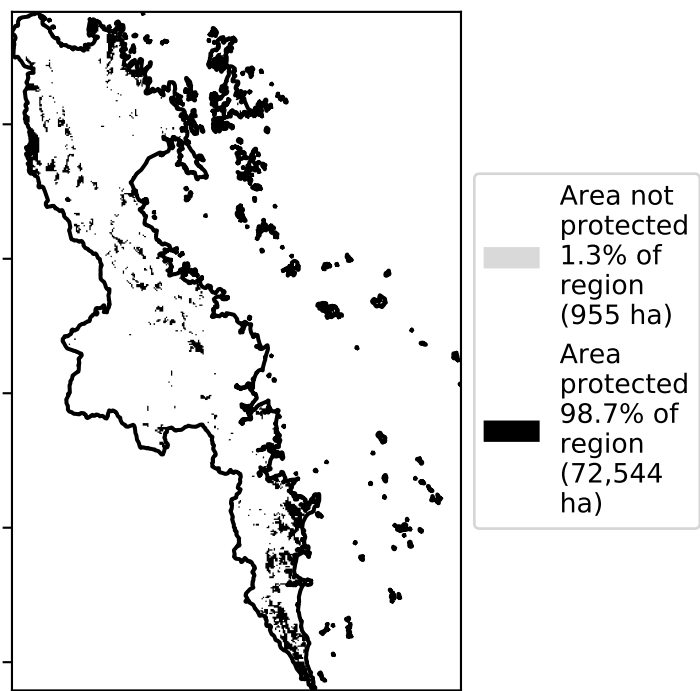 Area not
protected
1.3% of
region
(955 ha)
Area
protected
98.7% of
region
(72,544
ha)